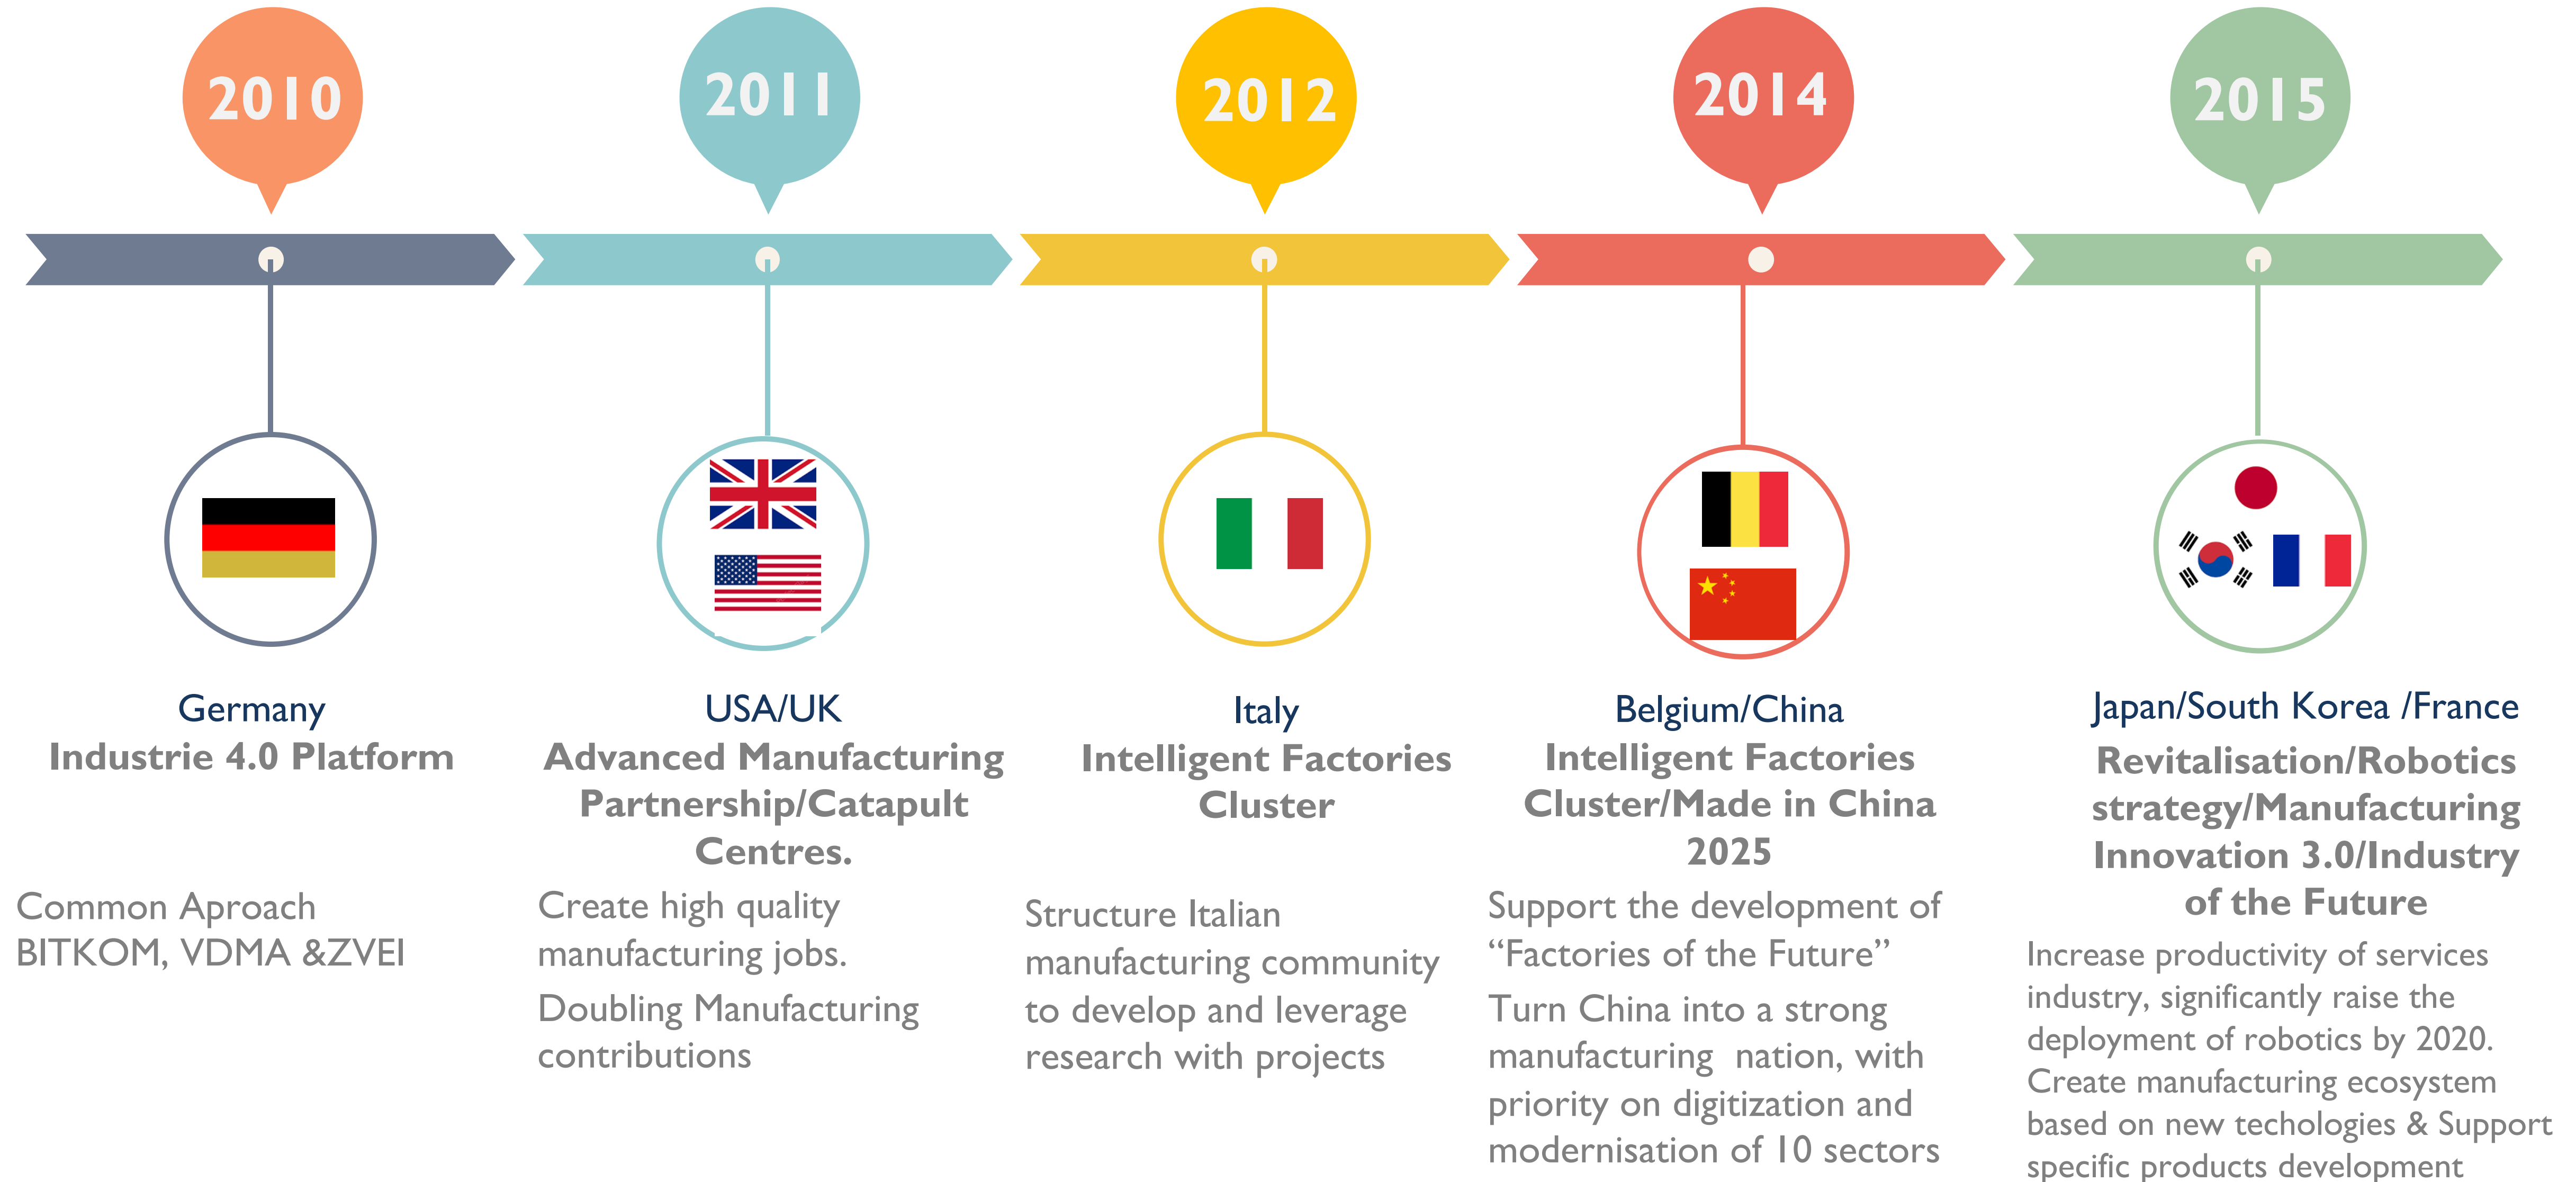 2010
2011
2012
2014
2015
Germany
Industrie 4.0 Platform
Common Aproach
BITKOM, VDMA &ZVEI
USA/UK
Advanced Manufacturing
Partnership/Catapult
Centres.
Create high quality
manufacturing jobs.
Doubling Manufacturing
contributions
Italy
Intelligent Factories
Cluster
Structure Italian
manufacturing community
to develop and leverage
research with projects
Belgium/China
Intelligent Factories
Cluster/Made in China
2025
Support the development of
“Factories of the Future”
Turn China into a strong
manufacturing  nation, with
priority on digitization and
modernisation of 10 sectors
Japan/South Korea /France
Revitalisation/Robotics
strategy/Manufacturing
Innovation 3.0/Industry
of the Future
Increase productivity of services
industry, significantly raise the
deployment of robotics by 2020.
Create manufacturing ecosystem
based on new techologies & Support
specific products development